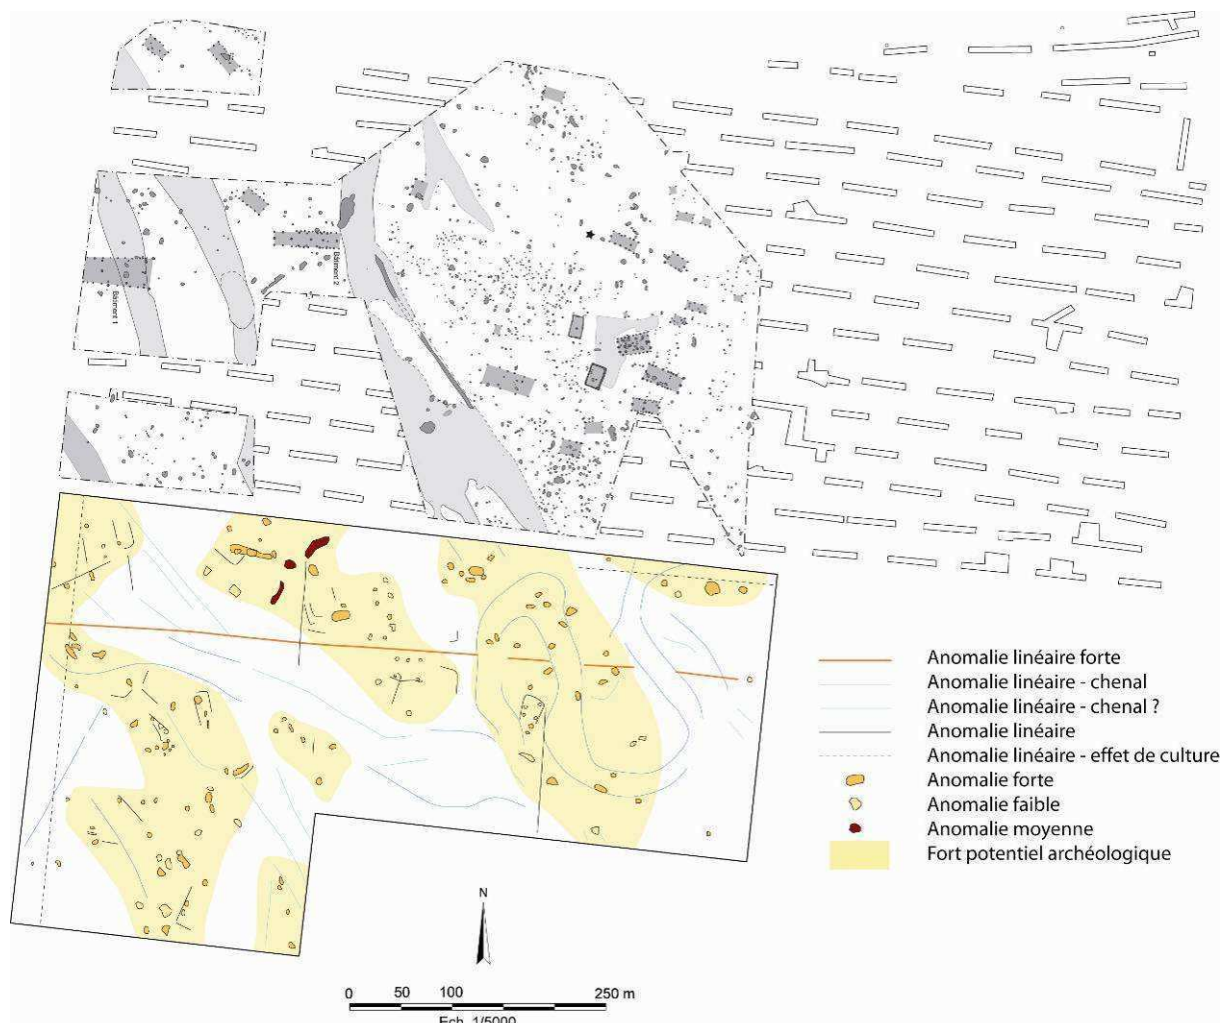 Bâtiment 2
Bâtiment 1
Anomalie linéaire forte
Anomalie linéaire - chenal
Anomalie linéaire - chenal ?
Anomalie linéaire
Anomalie linéaire - effet de culture
Anomalie forte
Anomalie faible
Anomalie moyenne
Fort potentiel archéologique
N
0 50 100 250 m
Ech. 1/5000